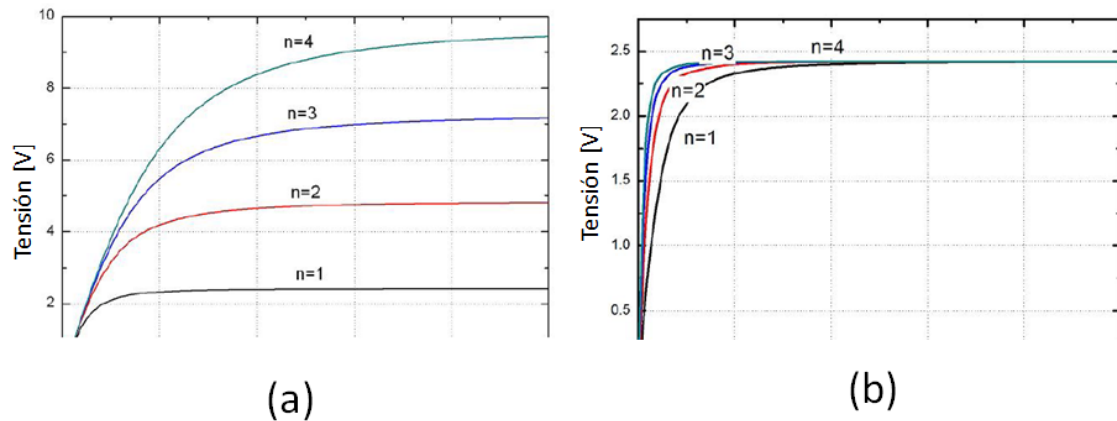 10
8
6
4
2
Tensión [V]
n=4
n=3
n=2
n=1
(a)
2.5
2.0
1.5
1.0
0.5
Tensión [V]
n=3
n=4
n=2
n=1
(b)